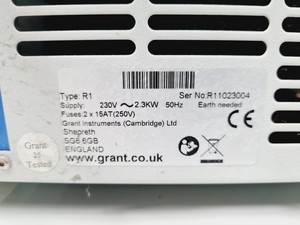 Type: R1 Ser No: R11023004
Supply: 230V ~ 2.3KW 50Hz Earth needed
Fuses: 2 x 15AT(250V)
Grant Instruments (Cambridge) Ltd
Shepreth
SG8 6GB
ENGLAND
www.grant.co.uk
Grant
25
Tested